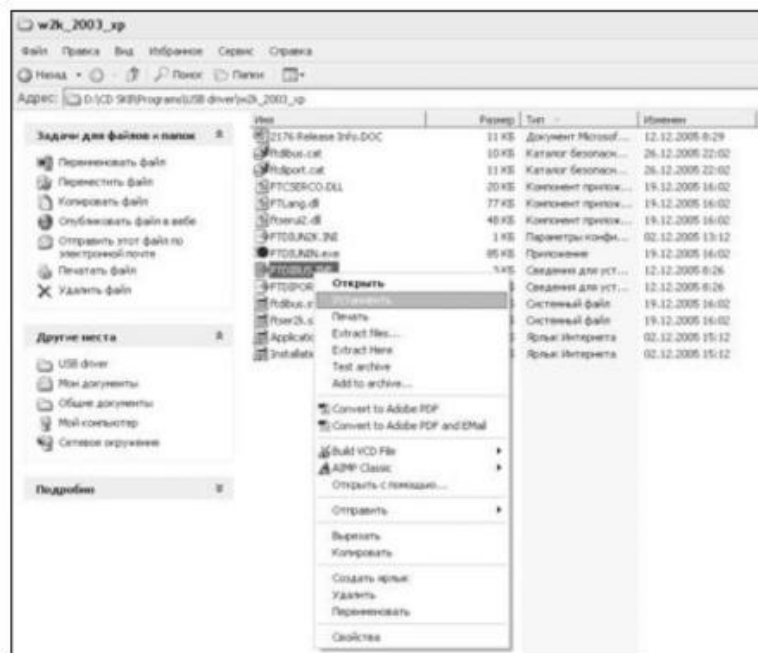 w2k_2003_xp
Файл Правка Вид Избранное Сервис Справка
Назад Поиск Папки
Адрес: D:\CD SKIF\Programs\USB driver\w2k_2003_xp
Имя Размер Тип Изменен
Задачи для файлов и папок
Переименовать файл
Переместить файл
Копировать файл
Опубликовать файл в вебе
Отправить этот файл по
электронной почте
Печатать файл
Удалить файл
Другие места
USB driver
Мои документы
Общие документы
Мой компьютер
Сетевое окружение
Подробно
2176 Release Info.DOC 11 КБ Документ Microsof... 12.12.2005 8:29
ftdibus.cat 10 КБ Каталог безопасн... 26.12.2005 22:02
ftdiport.cat 11 КБ Каталог безопасн... 26.12.2005 22:02
FTCSERCO.DLL 20 КБ Компонент прилож... 19.12.2005 16:02
FTLang.dll 77 КБ Компонент прилож... 19.12.2005 16:02
ftserui2.dll 48 КБ Компонент прилож... 19.12.2005 16:02
FTDIUN2K.INI 1 КБ Параметры конфи... 02.12.2005 13:12
FTDIUNIN.exe 85 КБ Приложение 19.12.2005 16:02
FTDIBUS.INF 3 КБ Сведения для уст... 12.12.2005 8:26
FTDIPOR Сведения для уст... 12.12.2005 8:26
ftdibus.s Системный файл 19.12.2005 16:02
ftser2k.s Системный файл 19.12.2005 16:02
Applicatio Ярлык Интернета 02.12.2005 15:12
Installatio Ярлык Интернета 02.12.2005 15:12
Открыть
Установить
Печать
Extract files...
Extract Here
Test archive
Add to archive...
Convert to Adobe PDF
Convert to Adobe PDF and EMail
Build VCD File
AIMP Classic
Открыть с помощью...
Отправить
Вырезать
Копировать
Создать ярлык
Удалить
Переименовать
Свойства